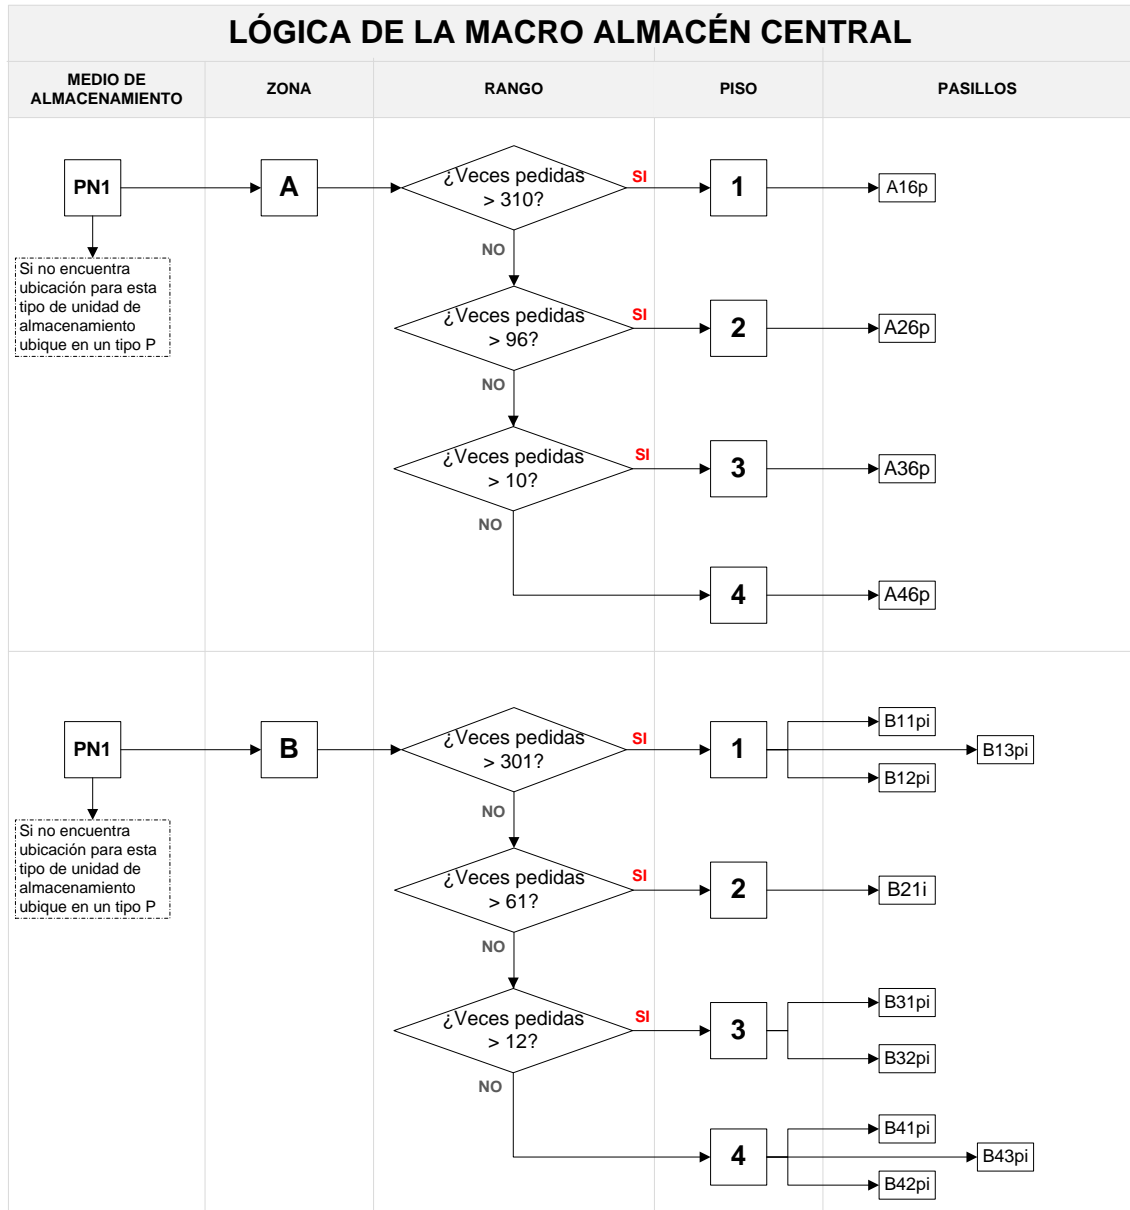 LÓGICA DE LA MACRO ALMACÉN CENTRAL
MEDIO DE
ALMACENAMIENTO
ZONA
RANGO
PISO
PASILLOS
PN1
A
¿Veces pedidas
> 310?
SI
1
A16p
Si no encuentra
ubicación para esta
tipo de unidad de
almacenamiento
ubique en un tipo P
NO
¿Veces pedidas
> 96?
SI
2
A26p
NO
¿Veces pedidas
> 10?
SI
3
A36p
NO
4
A46p
PN1
B
¿Veces pedidas
> 301?
SI
1
B11pi
B13pi
B12pi
Si no encuentra
ubicación para esta
tipo de unidad de
almacenamiento
ubique en un tipo P
NO
¿Veces pedidas
> 61?
SI
2
B21i
NO
¿Veces pedidas
> 12?
SI
3
B31pi
B32pi
NO
4
B41pi
B43pi
B42pi